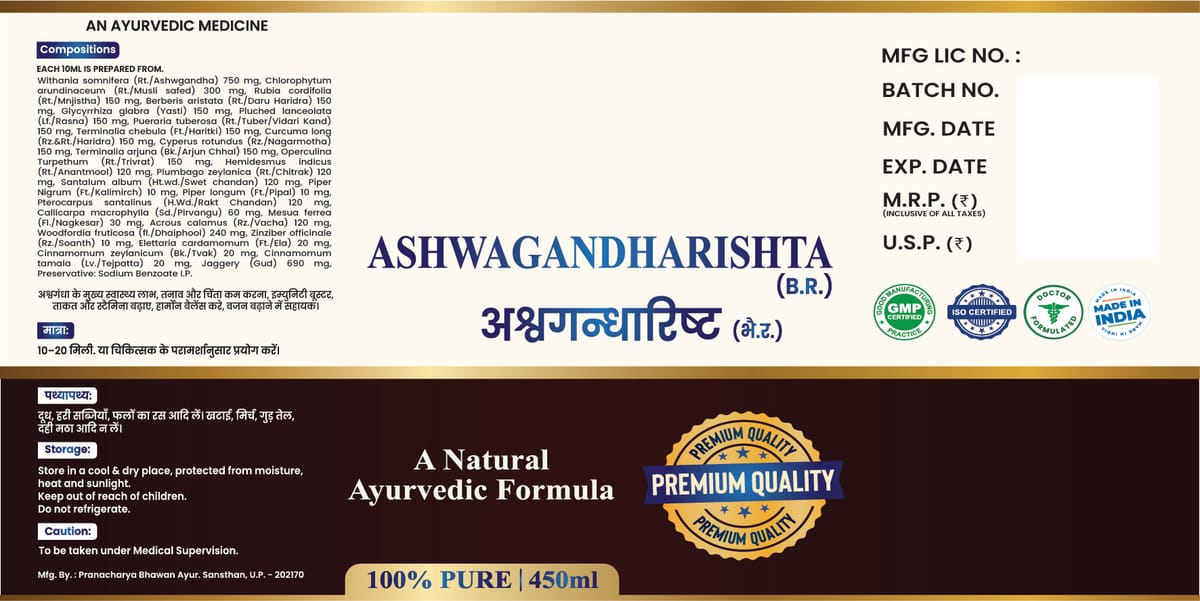 AN AYURVEDIC MEDICINE
Compositions
EACH 10ML IS PREPARED FROM.
Withania somnifera (Rt./Ashwgandha) 750 mg, Chlorophytum
arundinaceum (Rt./Musli safed) 300 mg, Rubia cordifolia
(Rt./Mnjistha) 150 mg, Berberis aristata (Rt./Daru Haridra) 150
mg, Glycyrrhiza glabra (Yasti) 150 mg, Pluched lanceolata
(Lf./Rasna) 150 mg, Pueraria tuberosa (Rt./Tuber/Vidari Kand)
150 mg, Terminalia chebula (Ft./Haritki) 150 mg, Curcuma long
(Rz.&Rt./Haridra) 150 mg, Cyperus rotundus (Rz./Nagarmotha)
150 mg, Terminalia arjuna (Bk./Arjun Chhal) 150 mg, Operculina
Turpethum (Rt./Trivrat) 150 mg, Hemidesmus indicus
(Rt./Anantmool) 120 mg, Plumbago zeylanica (Rt./Chitrak) 120
mg, Santalum album (Ht.wd./Swet chandan) 120 mg, Piper
Nigrum (Ft./Kalimirch) 10 mg, Piper longum (Ft./Pipal) 10 mg,
Pterocarpus santalinus (H.Wd./Rakt Chandan) 120 mg,
Callicarpa macrophylla (Sd./Pirvangu) 60 mg, Mesua ferrea
(Fl./Nagkesar) 30 mg, Acrous calamus (Rz./Vacha) 120 mg,
Woodfordia fruticosa (fl./Dhaiphool) 240 mg, Zinziber officinale
(Rz./Soanth) 10 mg, Elettaria cardamomum (Ft./Ela) 20 mg,
Cinnamomum zeylanicum (Bk./Tvak) 20 mg, Cinnamomum
tamala (Lv./Tejpatta) 20 mg, Jaggery (Gud) 690 mg,
Preservative: Sodium Benzoate I.P.
अश्वगंधा के मुख्य स्वास्थ्य लाभ, तनाव और चिंता कम करना, इम्युनिटी बूस्टर,
ताकत और स्टेमिना बढ़ाए, हार्मोन बैलेंस करे, वजन बढ़ाने में सहायक।
मात्रा:
10-20 मिली. या चिकित्सक के परामर्शानुसार प्रयोग करें।
पथ्यापथ्य:
दूध, हरी सब्जियाँ, फलों का रस आदि लें। खटाई, मिर्च, गुड़ तेल,
दही मठा आदि न लें।
Storage:
Store in a cool & dry place, protected from moisture,
heat and sunlight.
Keep out of reach of children.
Do not refrigerate.
Caution:
To be taken under Medical Supervision.
Mfg. By. : Pranacharya Bhawan Ayur. Sansthan, U.P. - 202170
ASHWAGANDHARISHTA
(B.R.)
अश्वगन्धारिष्ट (भै.र.)
A Natural
Ayurvedic Formula
100% PURE | 450ml
PREMIUM QUALITY
PREMIUM QUALITY
PREMIUM QUALITY
MFG LIC NO. :
BATCH NO.
MFG. DATE
EXP. DATE
M.R.P. (₹)
(INCLUSIVE OF ALL TAXES)
U.S.P. (₹)
GOOD MANUFACTURING
GMP
CERTIFIED
PRACTICE
ISO CERTIFIED
DOCTOR
FORMULATED
MADE IN INDIA
MADE IN
INDIA